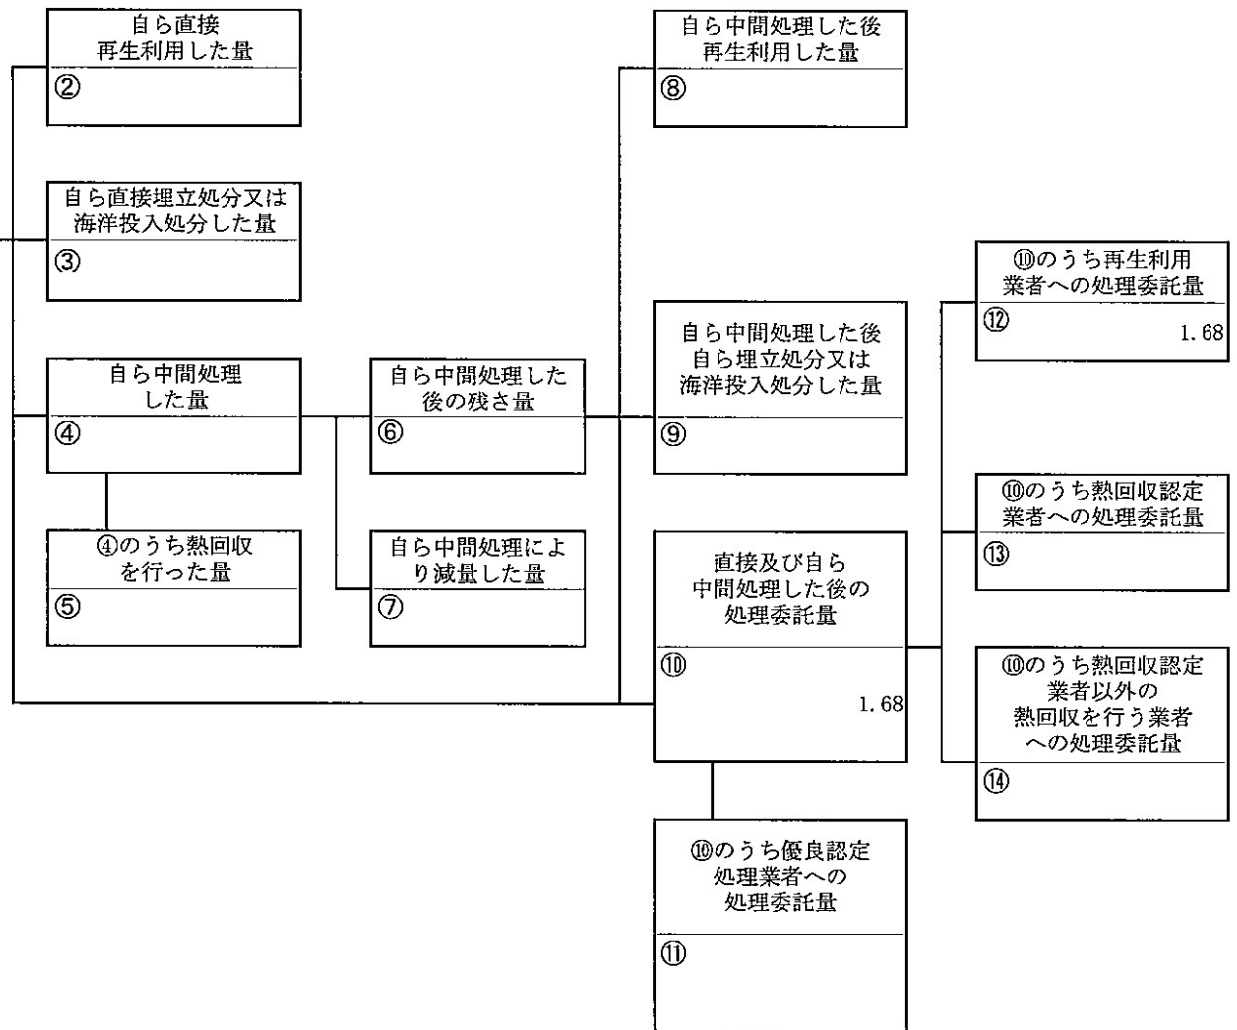 自ら直接
再生利用した量
②
自ら直接埋立処分又は
海洋投入処分した量
③
自ら中間処理
した量
④
④のうち熱回収
を行った量
⑤
自ら中間処理した
後の残さ量
⑥
自ら中間処理によ
り減量した量
⑦
自ら中間処理した後
再生利用した量
⑧
自ら中間処理した後
自ら埋立処分又は
海洋投入処分した量
⑨
直接及び自ら
中間処理した後の
処理委託量
⑩
1.68
⑩のうち優良認定
処理業者への
処理委託量
⑪
⑩のうち再生利用
業者への処理委託量
⑫
1.68
⑩のうち熱回収認定
業者への処理委託量
⑬
⑩のうち熱回収認定
業者以外の
熱回収を行う業者
への処理委託量
⑭